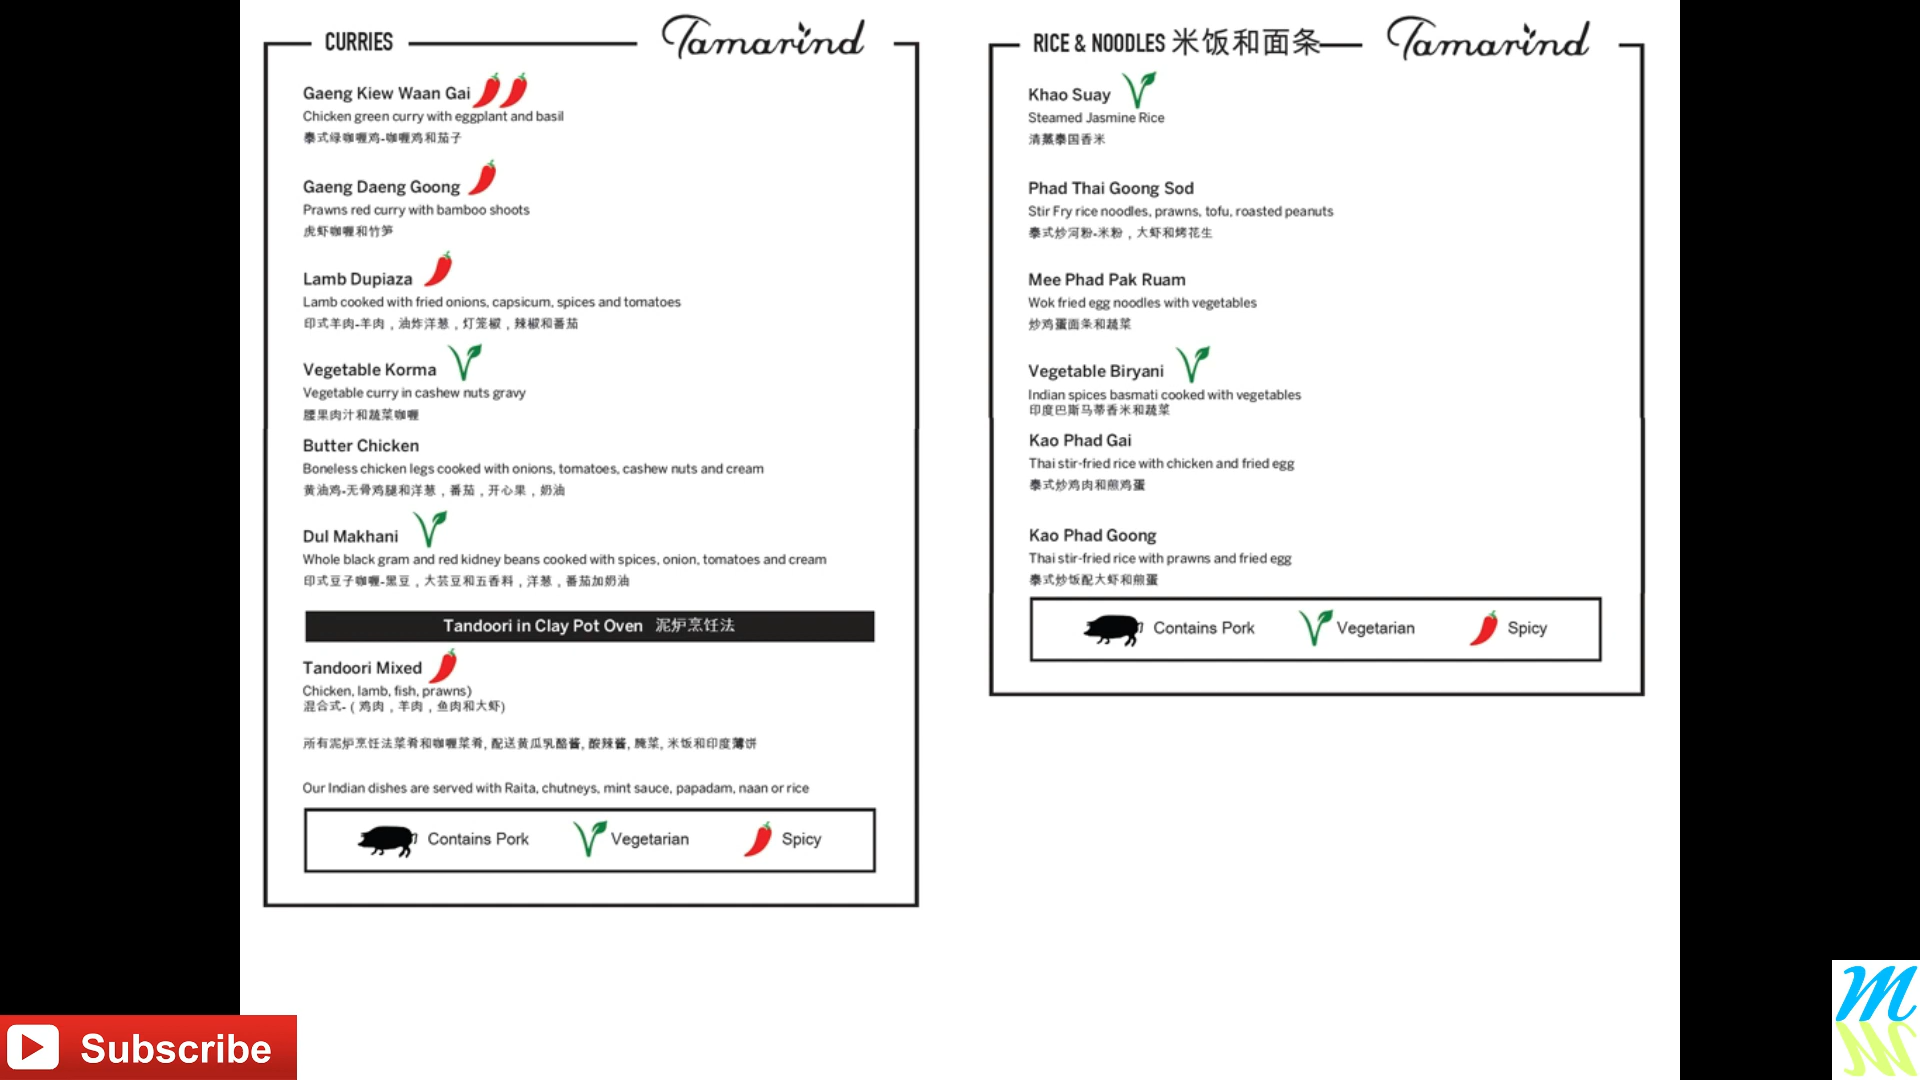 CURRIES
Tamarind
Gaeng Kiew Waan Gai
Chicken green curry with eggplant and basil
泰式绿咖喱鸡-咖喱鸡和茄子
Gaeng Daeng Goong
Prawns red curry with bamboo shoots
虎虾咖喱和竹笋
Lamb Dupiaza
Lamb cooked with fried onions, capsicum, spices and tomatoes
印式羊肉-羊肉，油炸洋葱，灯笼椒，辣椒和番茄
Vegetable Korma
Vegetable curry in cashew nuts gravy
腰果肉汁和蔬菜咖喱
Butter Chicken
Boneless chicken legs cooked with onions, tomatoes, cashew nuts and cream
黄油鸡-无骨鸡腿和洋葱，番茄，开心果，奶油
Dul Makhani
Whole black gram and red kidney beans cooked with spices, onion, tomatoes and cream
印式豆子咖喱-黑豆，大芸豆和五香料，洋葱，番茄加奶油
Tandoori in Clay Pot Oven 泥炉烹饪法
Tandoori Mixed
Chicken, lamb, fish, prawns)
混合式- ( 鸡肉，羊肉，鱼肉和大虾)
所有泥炉烹饪法菜肴和咖喱菜肴, 配送黄瓜乳酪酱, 酸辣酱, 腌菜, 米饭和印度薄饼
Our Indian dishes are served with Raita, chutneys, mint sauce, papadam, naan or rice
Contains Pork Vegetarian Spicy
RICE & NOODLES 米饭和面条
Tamarind
Khao Suay
Steamed Jasmine Rice
清蒸泰国香米
Phad Thai Goong Sod
Stir Fry rice noodles, prawns, tofu, roasted peanuts
泰式炒河粉-米粉，大虾和烤花生
Mee Phad Pak Ruam
Wok fried egg noodles with vegetables
炒鸡蛋面条和蔬菜
Vegetable Biryani
Indian spices basmati cooked with vegetables
印度巴斯马蒂香米和蔬菜
Kao Phad Gai
Thai stir-fried rice with chicken and fried egg
泰式炒鸡肉和煎鸡蛋
Kao Phad Goong
Thai stir-fried rice with prawns and fried egg
泰式炒饭配大虾和煎蛋
Contains Pork Vegetarian Spicy
Subscribe
M